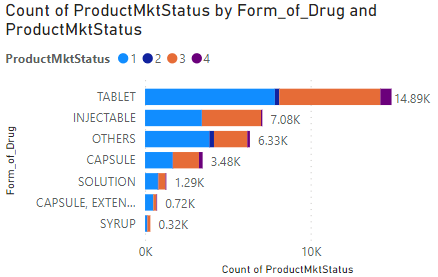 Count of ProductMktStatus by Form_of_Drug and
ProductMktStatus
ProductMktStatus 1 2 3 4
Form_of_Drug
TABLET 14.89K
INJECTABLE 7.08K
OTHERS 6.33K
CAPSULE 3.48K
SOLUTION 1.29K
CAPSULE, EXTEN... 0.72K
SYRUP 0.32K
0K 10K
Count of ProductMktStatus